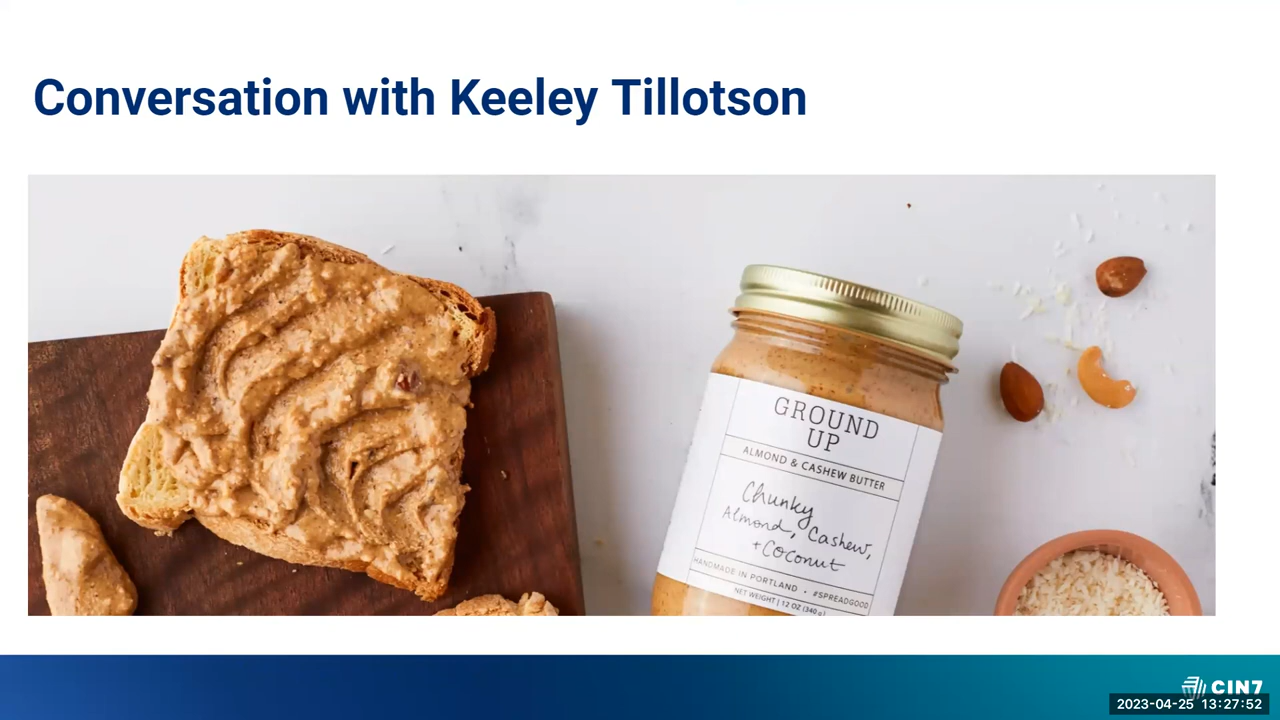 Conversation with Keeley Tillotson
GROUND
UP
ALMOND & CASHEW BUTTER
Chunky
Almond, Cashew,
+Coconut
HANDMADE IN PORTLAND • #SPREADGOOD
NET WEIGHT | 12 OZ (340 g)
CIN7
2023-04-25 13:27:52